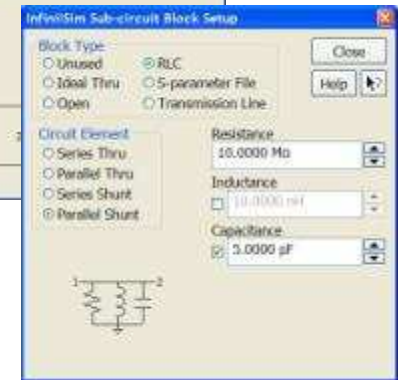 InfiniiSim Sub-circuit Block Setup
Block Type
Unused
RLC
Ideal Thru
S-parameter File
Open
Transmission Line
Close
Help
Circuit Element
Series Thru
Parallel Thru
Series Shunt
Parallel Shunt
Resistance
10.0000 MΩ
Inductance
10.0000 nH
Capacitance
5.0000 pF
1
2